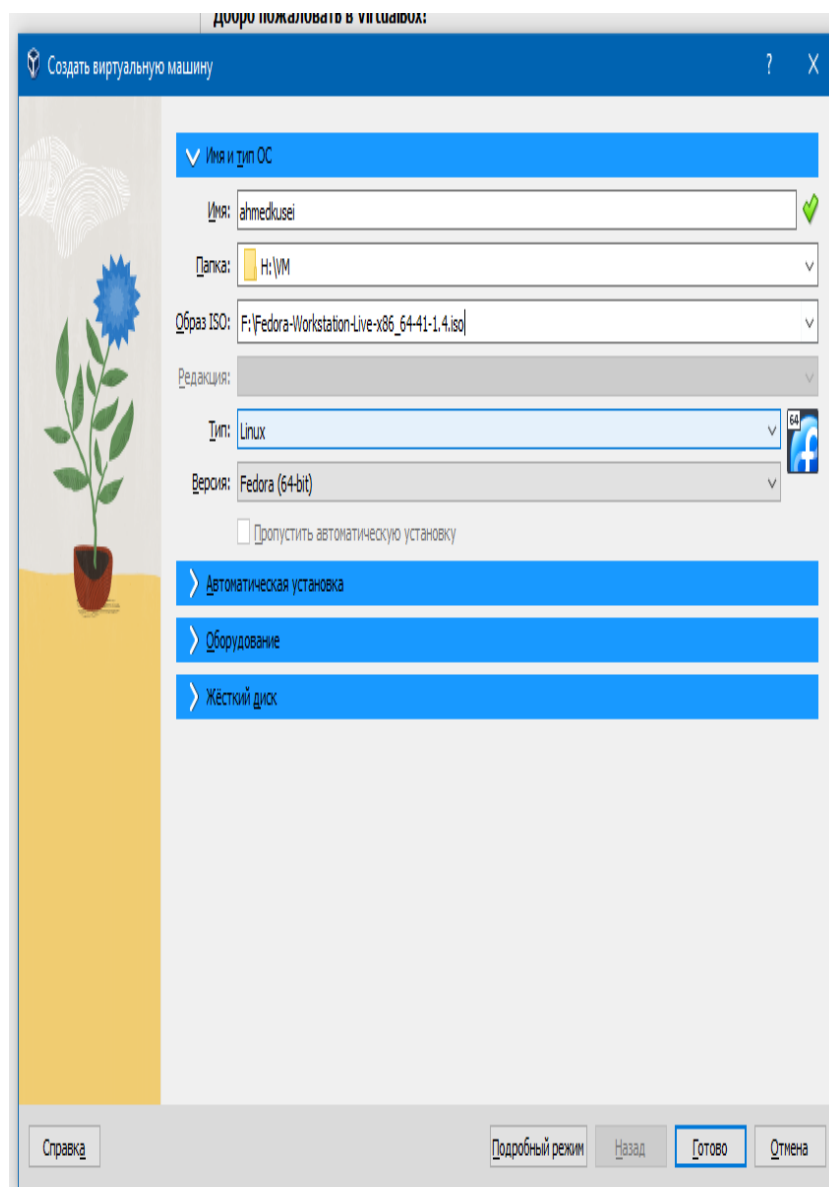 Добро пожаловать в VirtualBox!
Создать виртуальную машину ? X
Имя и тип ОС
Имя: ahmedkusei
Папка: H:\VM
Образ ISO: F:\Fedora-Workstation-Live-x86_64-41-1.4.iso
Редакция:
Тип: Linux
64
Версия: Fedora (64-bit)
Пропустить автоматическую установку
Автоматическая установка
Оборудование
Жёсткий диск
Справка Подробный режим Назад Готово Отмена